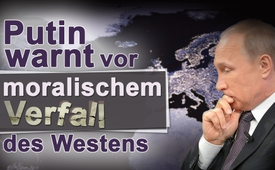 Putin
warnt vor
moralischem
Verfall
des Westens